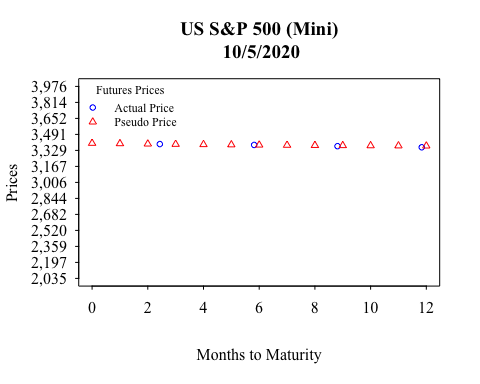 US S&P 500 (Mini)
10/5/2020
Futures Prices
Actual Price
Pseudo Price
Prices
3,976
3,814
3,652
3,491
3,329
3,167
3,006
2,844
2,682
2,520
2,359
2,197
2,035
0 2 4 6 8 10 12
Months to Maturity